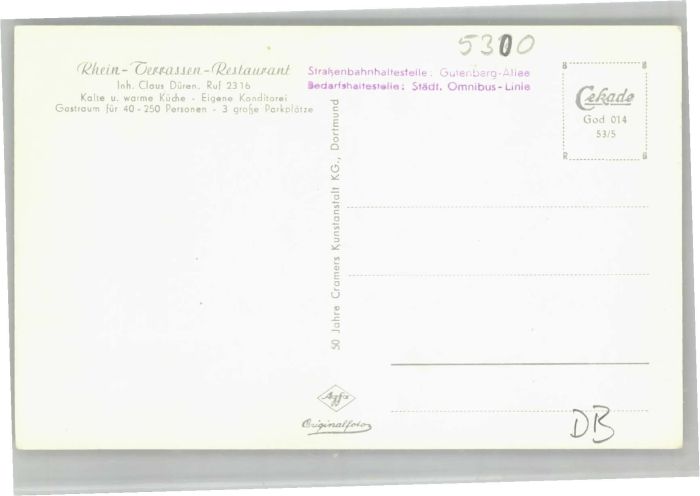 5300
Rhein-Terrassen-Restaurant
Inh. Claus Düren, Ruf 2316
Kalte u. warme Küche - Eigene Konditorei
Gastraum für 40-250 Personen - 3 große Parkplätze
Straßenbahnhaltestelle: Gutenberg-Allee
Bedarfshaltestelle: Städt. Omnibus-Linie
Cekade
God 014
53/5
50 Jahre Cramers Kunstanstalt KG., Dortmund
Agfa
Originalfoto
DB